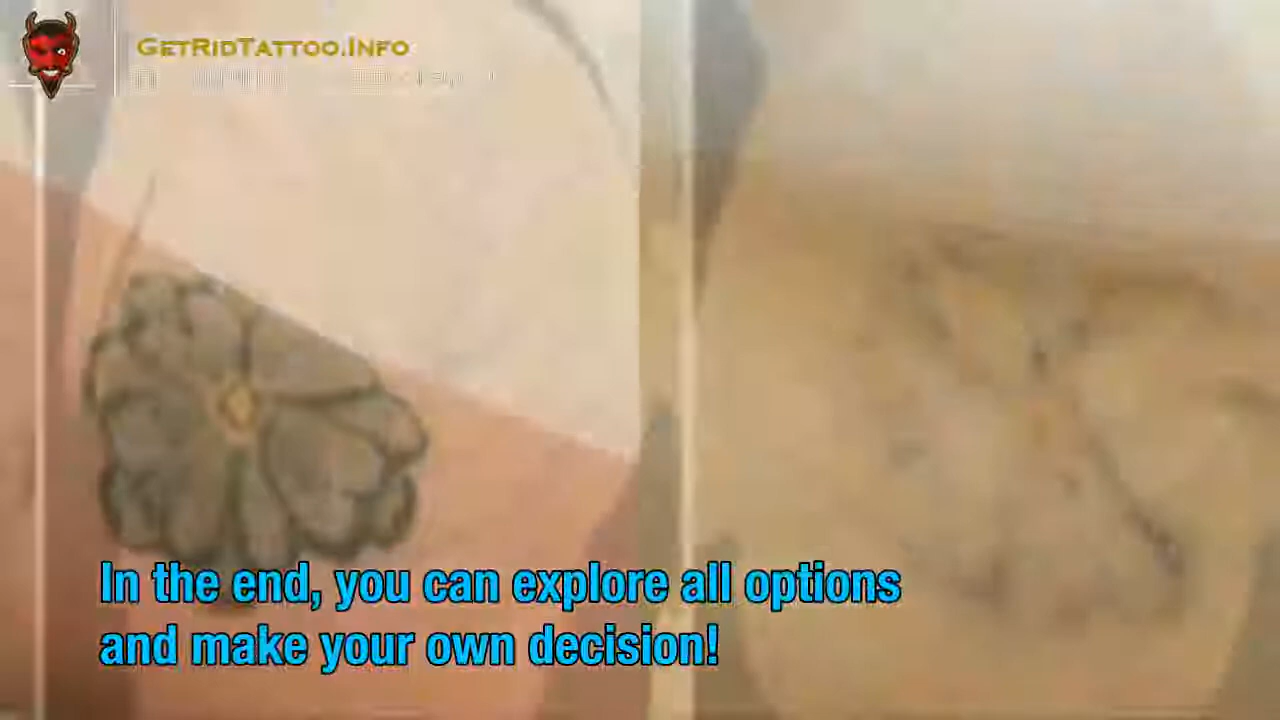 GetRidTattoo.Info
In the end, you can explore all options
and make your own decision!